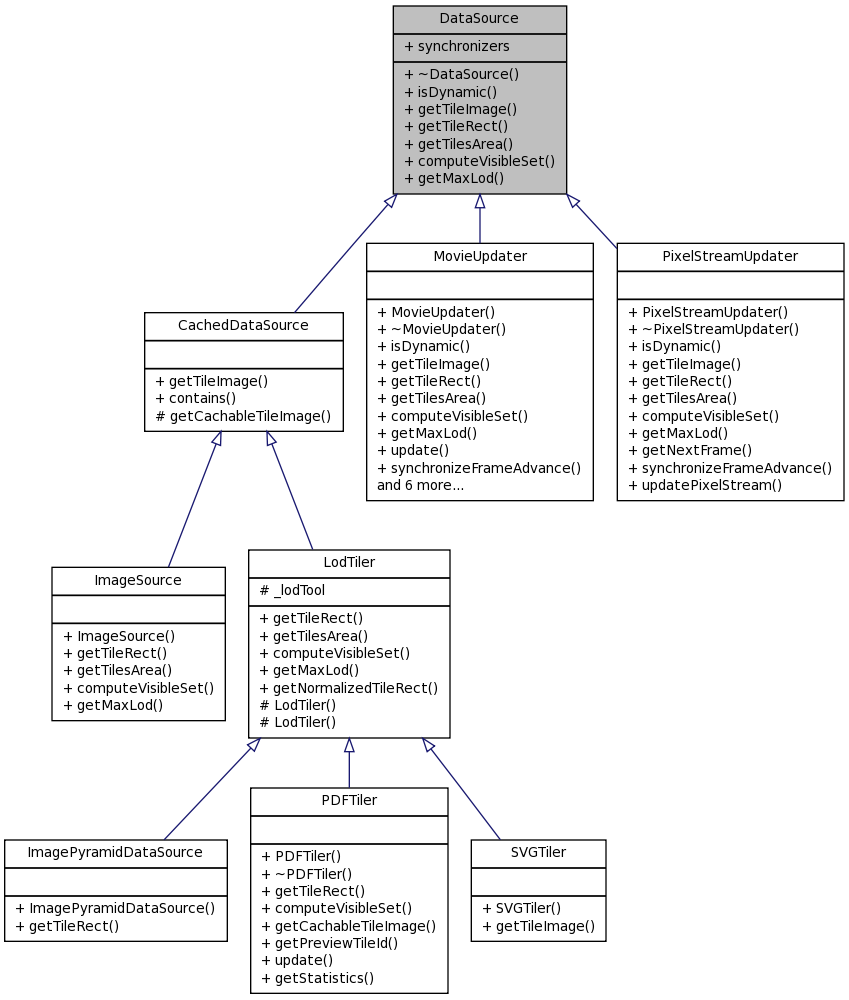 DataSource
+ synchronizers
+ ~DataSource()
+ isDynamic()
+ getTileImage()
+ getTileRect()
+ getTilesArea()
+ computeVisibleSet()
+ getMaxLod()
CachedDataSource
+ getTileImage()
+ contains()
# getCachableTileImage()
MovieUpdater
+ MovieUpdater()
+ ~MovieUpdater()
+ isDynamic()
+ getTileImage()
+ getTileRect()
+ getTilesArea()
+ computeVisibleSet()
+ getMaxLod()
+ update()
+ synchronizeFrameAdvance()
and 6 more...
PixelStreamUpdater
+ PixelStreamUpdater()
+ ~PixelStreamUpdater()
+ isDynamic()
+ getTileImage()
+ getTileRect()
+ getTilesArea()
+ computeVisibleSet()
+ getMaxLod()
+ getNextFrame()
+ synchronizeFrameAdvance()
+ updatePixelStream()
ImageSource
+ ImageSource()
+ getTileRect()
+ getTilesArea()
+ computeVisibleSet()
+ getMaxLod()
LodTiler
# _lodTool
+ getTileRect()
+ getTilesArea()
+ computeVisibleSet()
+ getMaxLod()
+ getNormalizedTileRect()
# LodTiler()
# LodTiler()
ImagePyramidDataSource
+ ImagePyramidDataSource()
+ getTileRect()
PDFTiler
+ PDFTiler()
+ ~PDFTiler()
+ getTileRect()
+ computeVisibleSet()
+ getCachableTileImage()
+ getPreviewTileId()
+ update()
+ getStatistics()
SVGTiler
+ SVGTiler()
+ getTileImage()